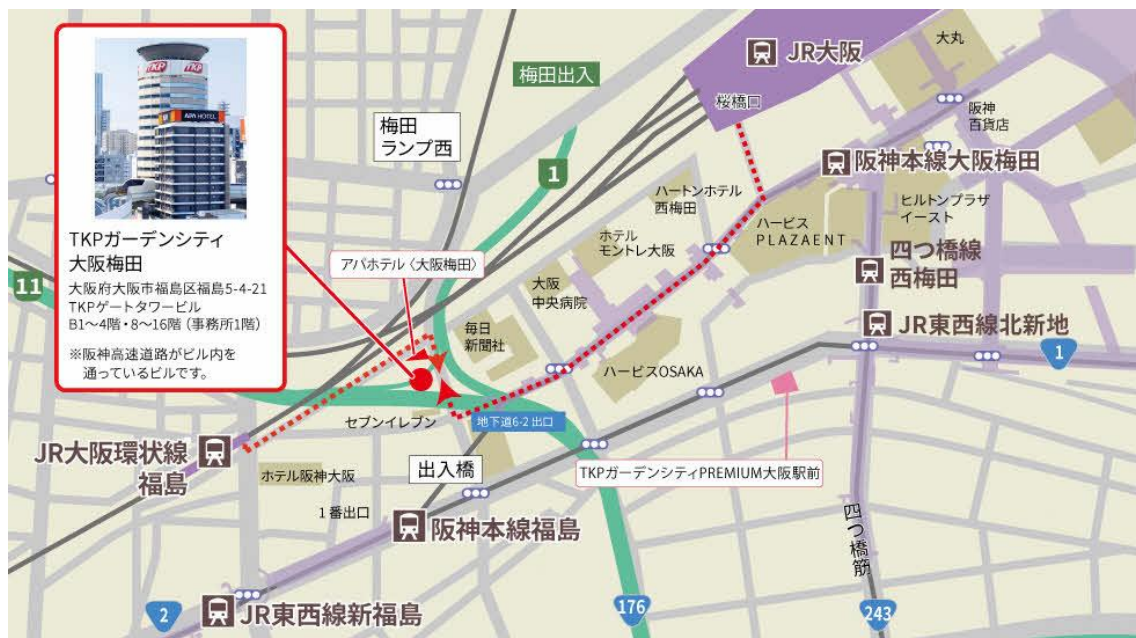 TKP
TKP
APA HOTEL
TKPガーデンシティ
大阪梅田
大阪府大阪市福島区福島5-4-21
TKPゲートタワービル
B1～4階・8～16階（事務所1階）
※阪神高速道路がビル内を
通っているビルです。
梅田出入
梅田
ランプ西
1
11
JR大阪
桜橋口
大丸
阪神
百貨店
阪神本線大阪梅田
ハートンホテル
西梅田
ハービス
PLAZAENT
ヒルトンプラザ
イースト
ホテル
モントレ大阪
四つ橋線
西梅田
アパホテル〈大阪梅田〉
大阪
中央病院
毎日
新聞社
JR東西線北新地
1
ハービスOSAKA
セブンイレブン
地下道6-2出口
JR大阪環状線
福島
出入橋
TKPガーデンシティPREMIUM大阪駅前
ホテル阪神大阪
1番出口
阪神本線福島
四つ橋筋
2
JR東西線新福島
176
243